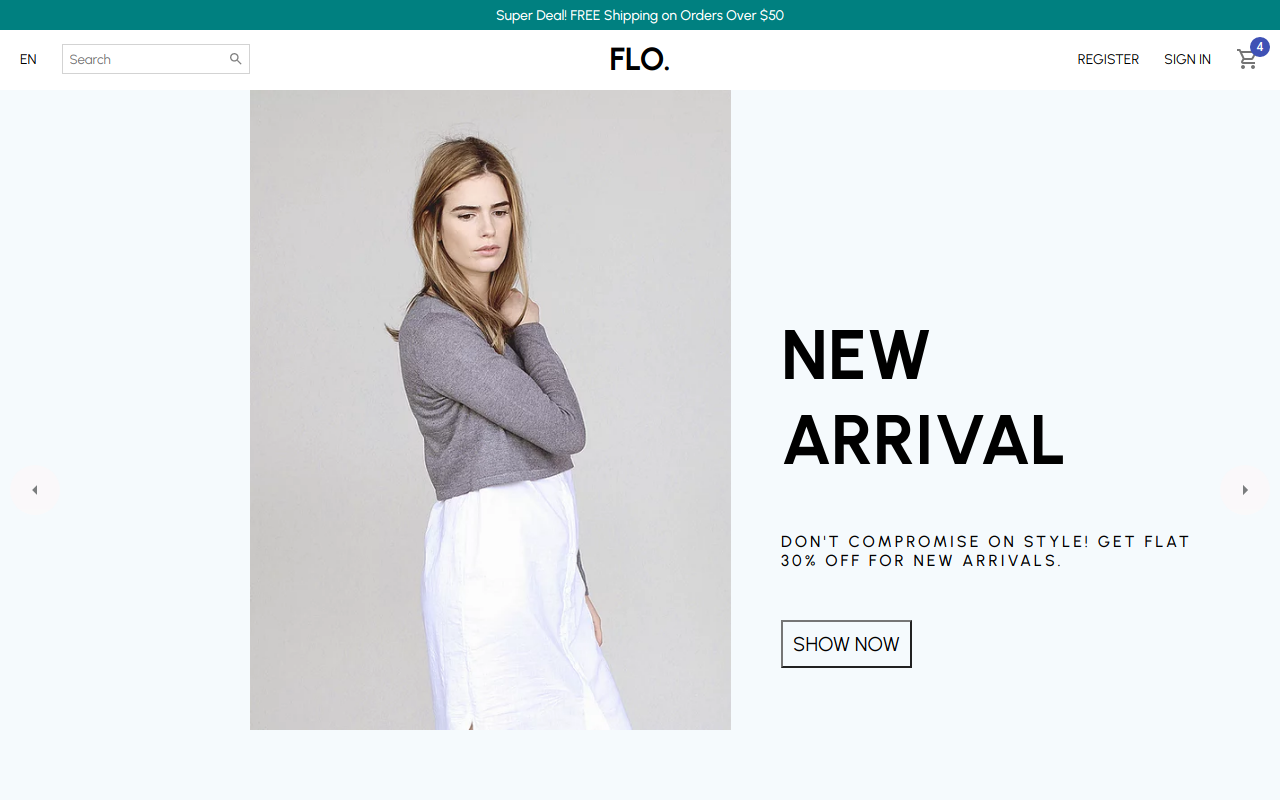 Super Deal! FREE Shipping on Orders Over $50
EN
Search
FLO.
REGISTER
SIGN IN
4
NEW
ARRIVAL
DON'T COMPROMISE ON STYLE! GET FLAT
30% OFF FOR NEW ARRIVALS.
SHOW NOW